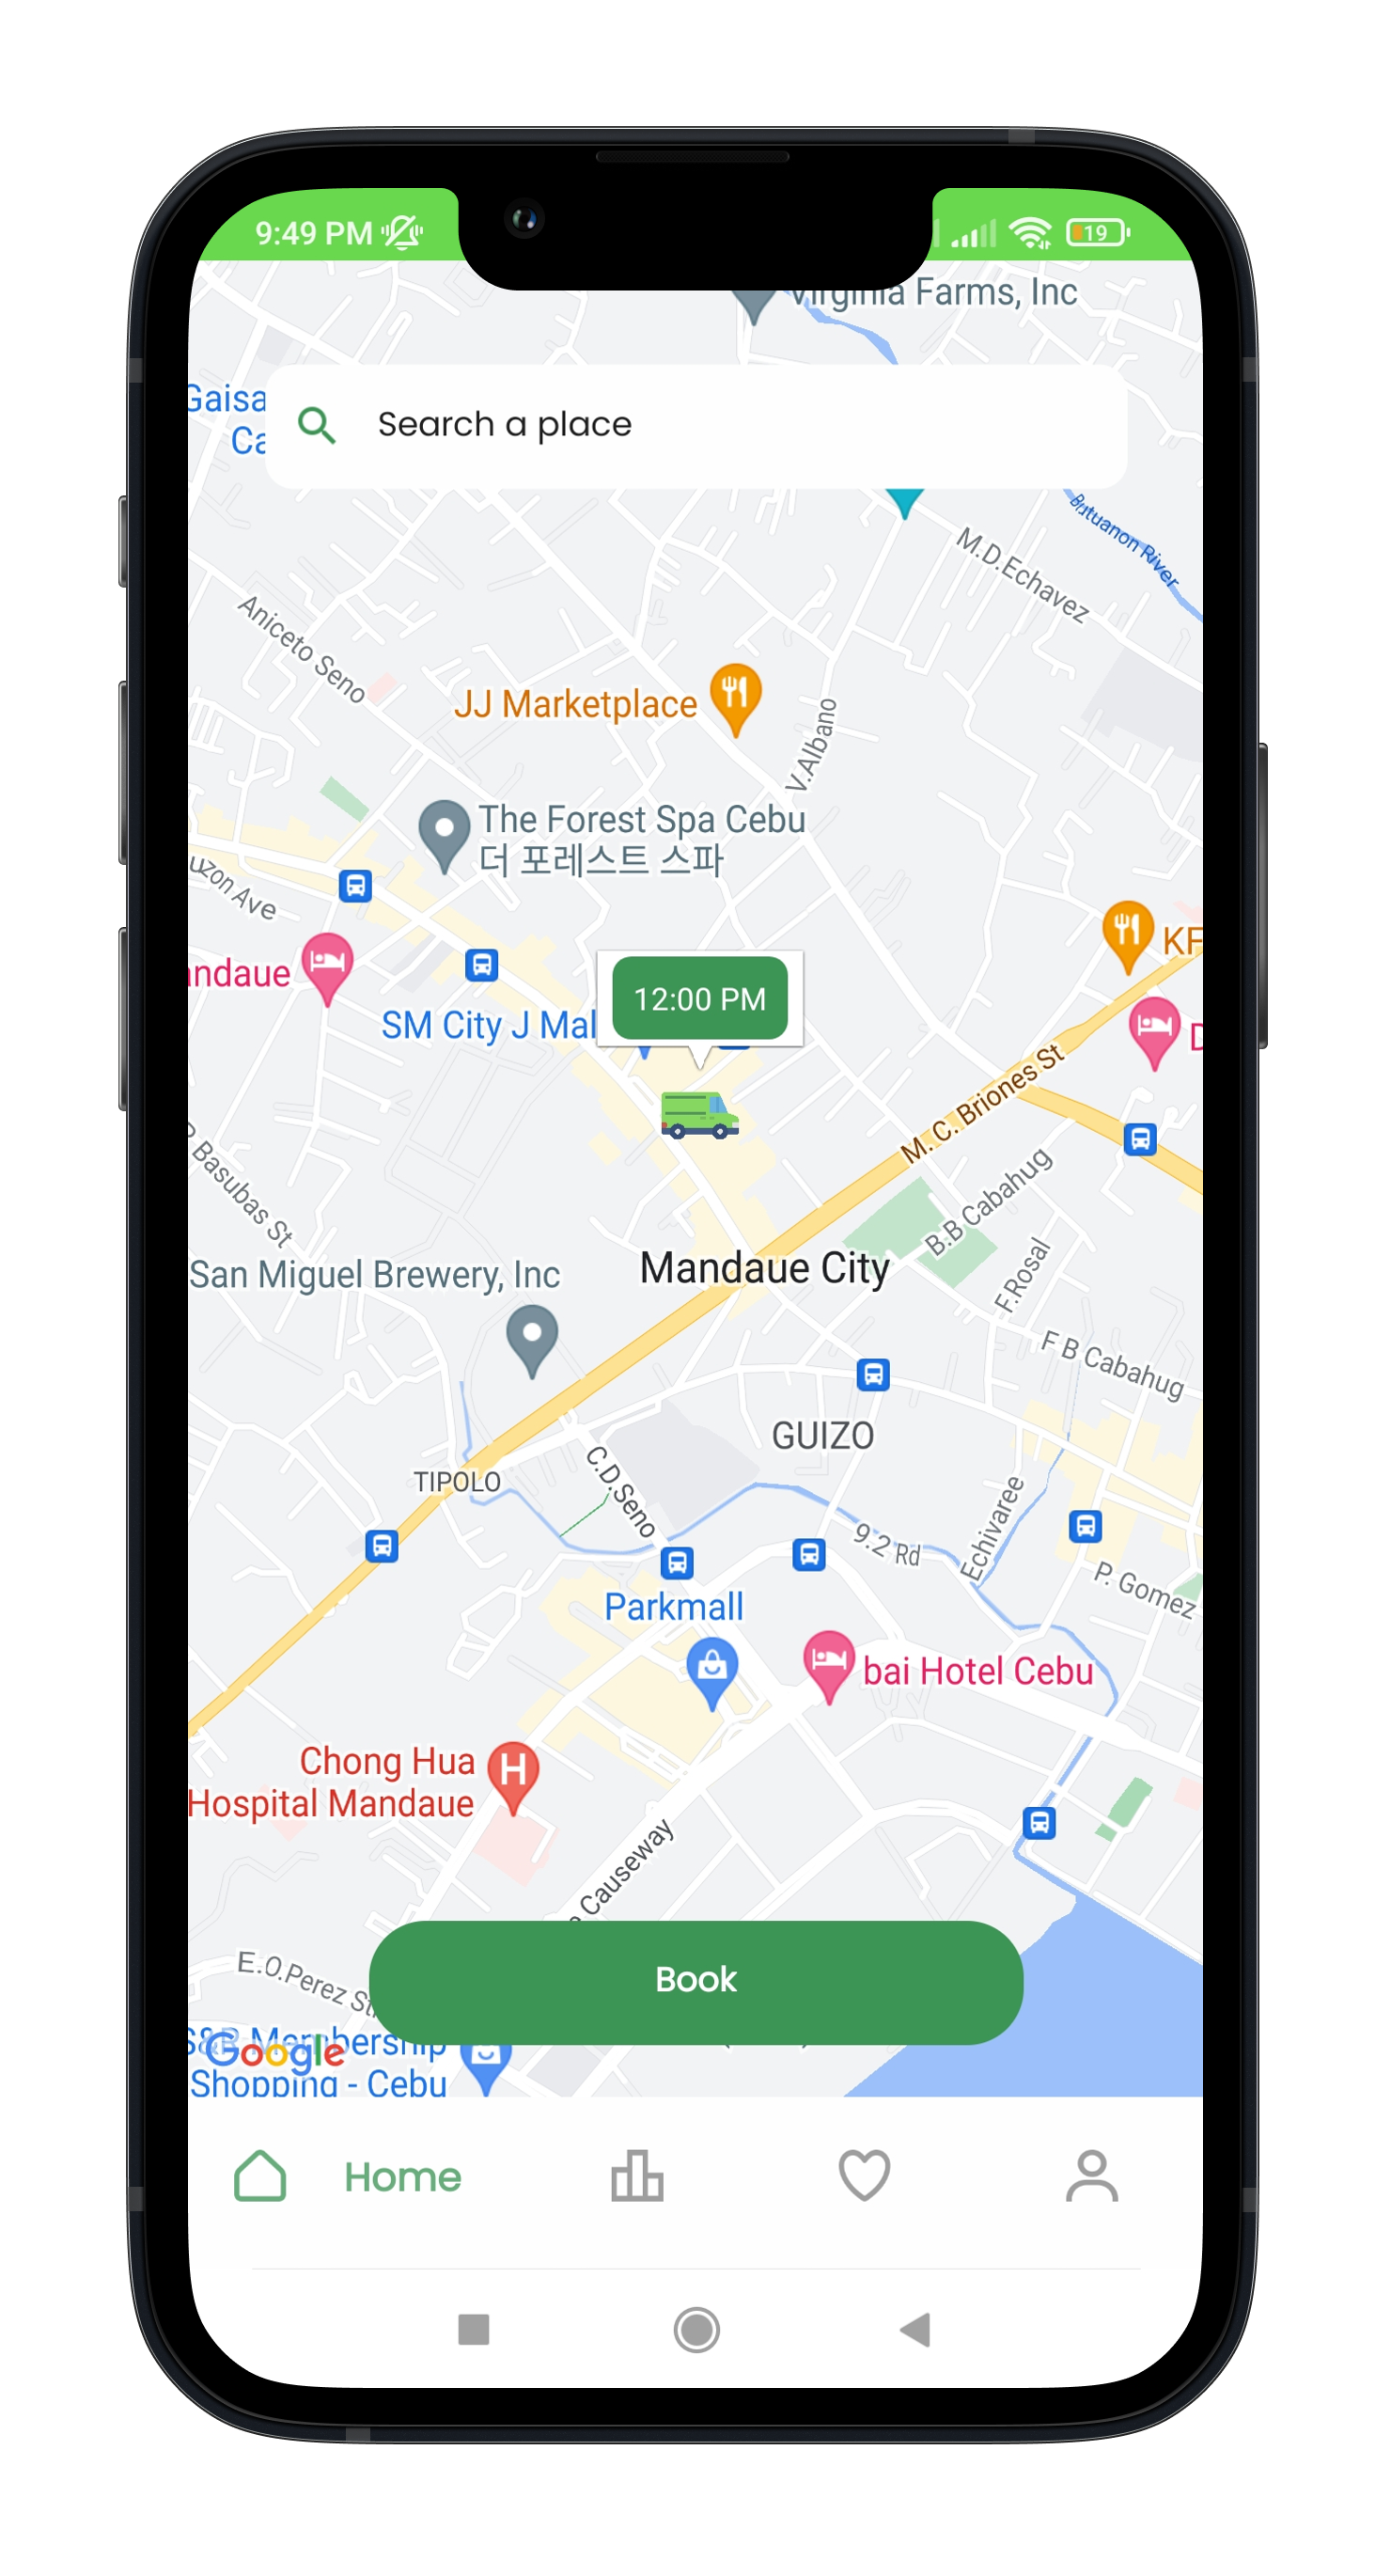 9:49 PM
19
Virginia Farms, Inc
Gaisa
Ca
Search a place
Butuanon River
M.D.Echavez
Aniceto Seno
JJ Marketplace
V.Albano
The Forest Spa Cebu
더 포레스트 스파
uzon Ave
KF
andaue
12:00 PM
SM City J Mal
D
M. C. Briones St
Basubas St
B.B Cabahug
San Miguel Brewery, Inc
Mandaue City
F.Rosal
F B Cabahug
GUIZO
C.D.Seno
TIPOLO
Echivaree
9.2 Rd
P. Gomez
Parkmall
bai Hotel Cebu
Chong Hua
Hospital Mandaue
H
Causeway
E.O.Perez St
Book
S&R Membership
Google
Shopping - Cebu
Home